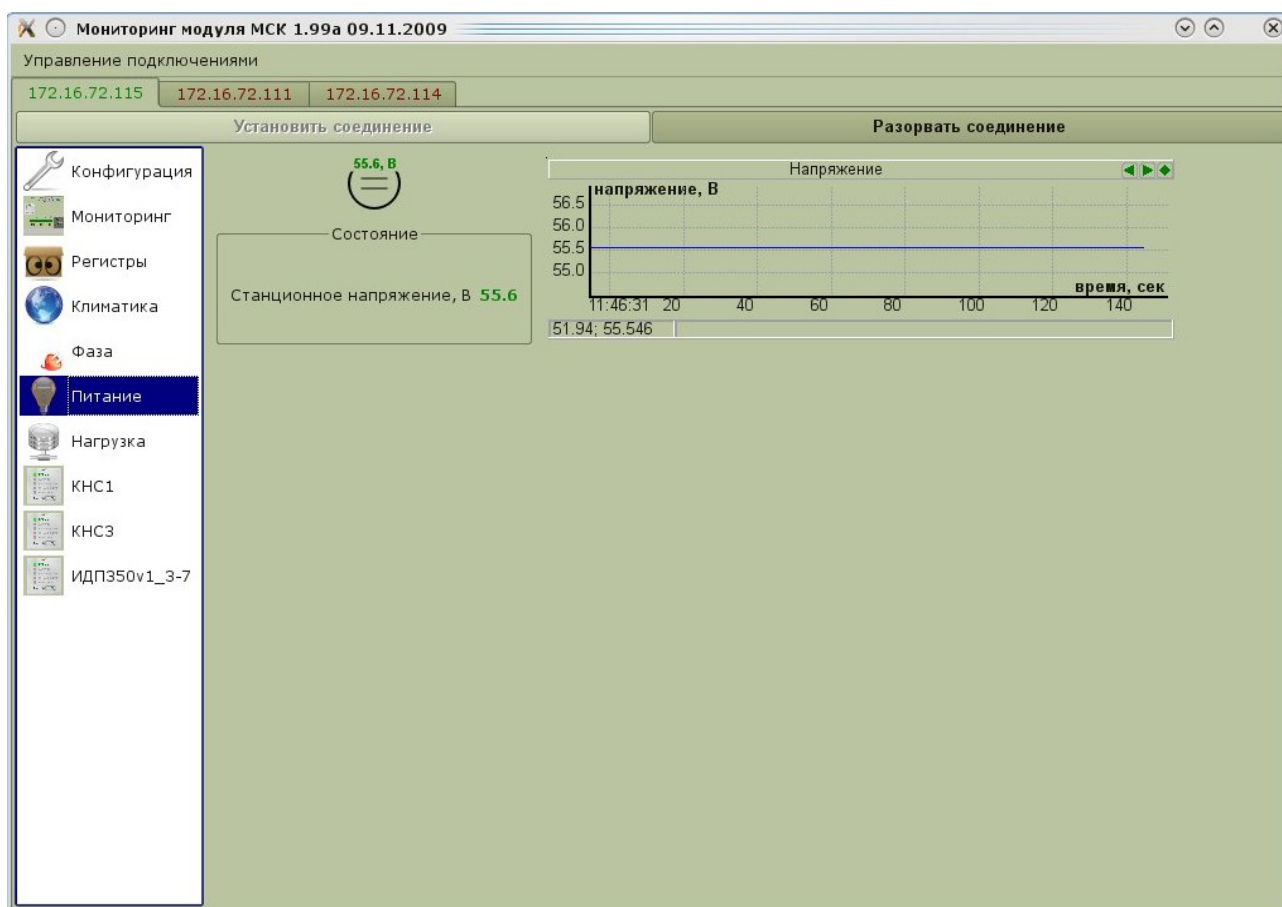 Мониторинг модуля МСК 1.99a 09.11.2009
Управление подключениями
172.16.72.115 172.16.72.111 172.16.72.114
Установить соединение Разорвать соединение
Конфигурация
Мониторинг
Регистры
Климатика
Фаза
Питание
Нагрузка
КНС1
КНС3
ИДП350v1_3-7
55.6, В
Состояние
Станционное напряжение, В 55.6
Напряжение
напряжение, В
56.5
56.0
55.5
55.0
время, сек
11:46:31 20 40 60 80 100 120 140
51.94; 55.546